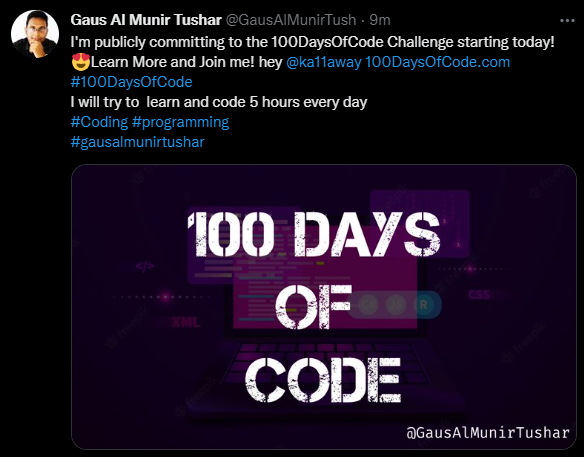 Gaus Al Munir Tushar @GausAlMunirTush · 9m
I'm publicly committing to the 100DaysOfCode Challenge starting today!
😍Learn More and Join me! hey @ka11away 100DaysOfCode.com
#100DaysOfCode
I will try to  learn and code 5 hours every day
#Coding #programming
#gausalmunirtushar
100 DAYS
</>
OF
R
CSS
XML
CODE
@GausAlMunirTushar